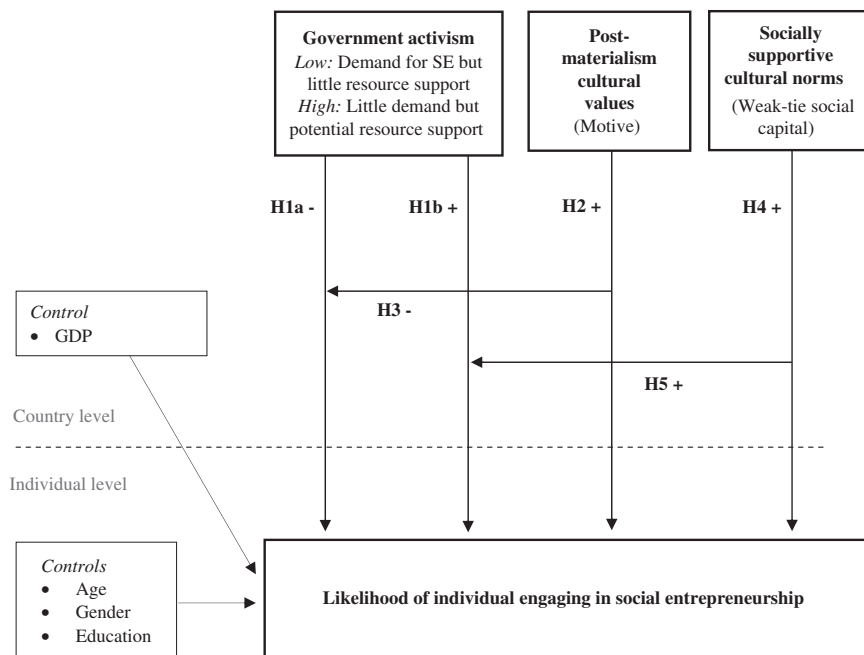 Government activism
Low: Demand for SE but
little resource support
High: Little demand but
potential resource support
Post-
materialism
cultural
values
(Motive)
Socially
supportive
cultural norms
(Weak-tie social
capital)
H1a -
H1b +
H2 +
H4 +
H3 -
H5 +
Control
• GDP
Country level
Individual level
Controls
• Age
• Gender
• Education
Likelihood of individual engaging in social entrepreneurship